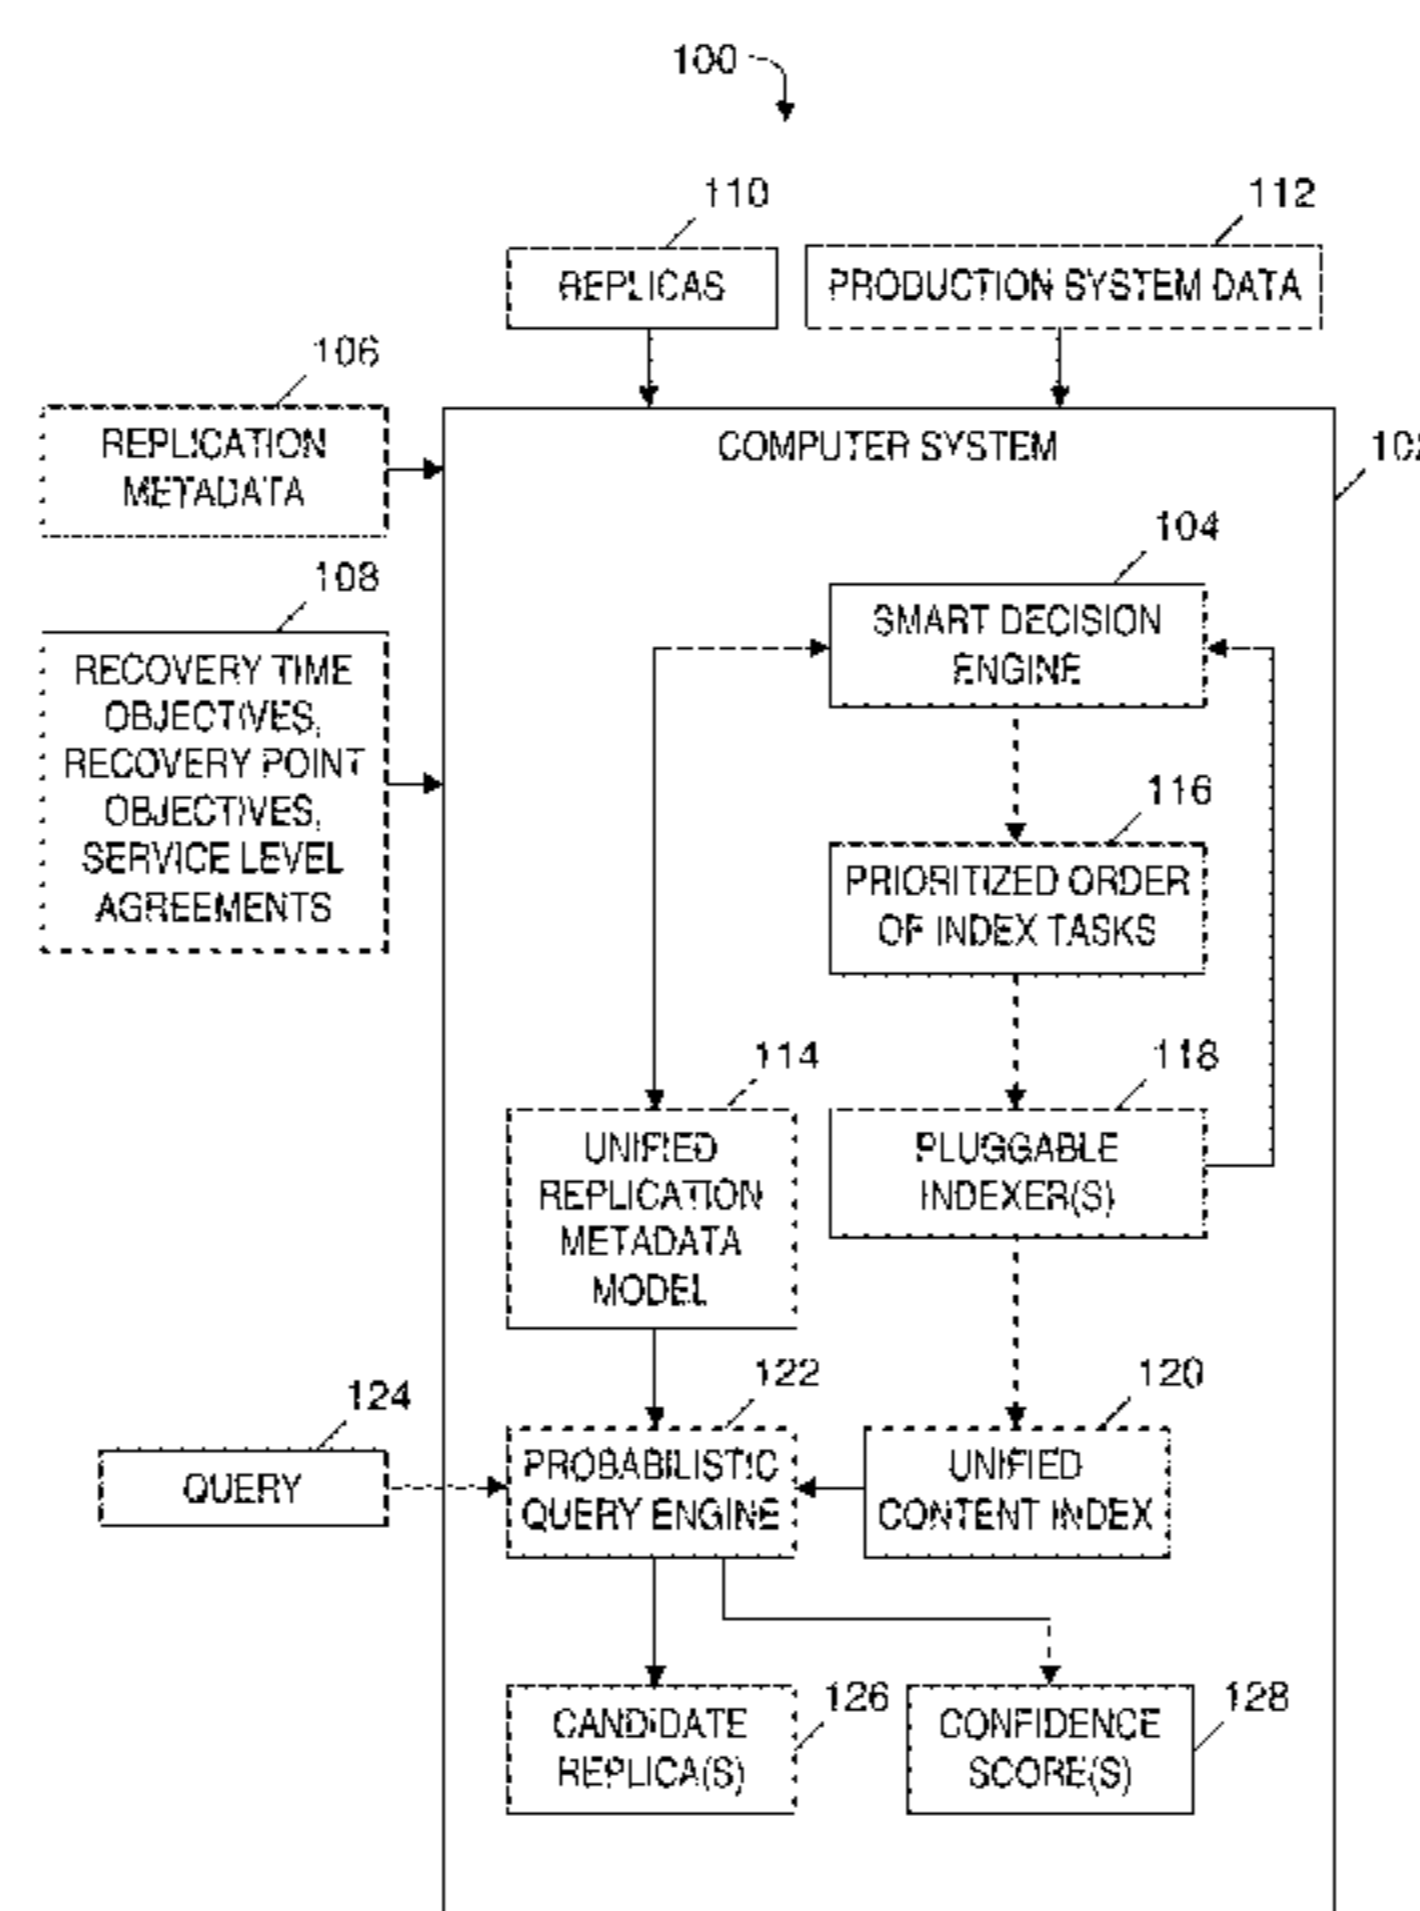 100
110
112
REPLICAS
PRODUCTION SYSTEM DATA
106
REPLICATION
METADATA
COMPUTER SYSTEM
104
108
SMART DECISION
ENGINE
RECOVERY TIME
OBJECTIVES,
RECOVERY POINT
OBJECTIVES,
SERVICE LEVEL
AGREEMENTS
116
PRIORITIZED ORDER
OF INDEX TASKS
114
118
UNIFIED
REPLICATION
METADATA
MODEL
PLUGGABLE
INDEXER(S)
124
122
120
QUERY
PROBABILISTIC
QUERY ENGINE
UNIFIED
CONTENT INDEX
126
128
CANDIDATE
REPLICA(S)
CONFIDENCE
SCORE(S)